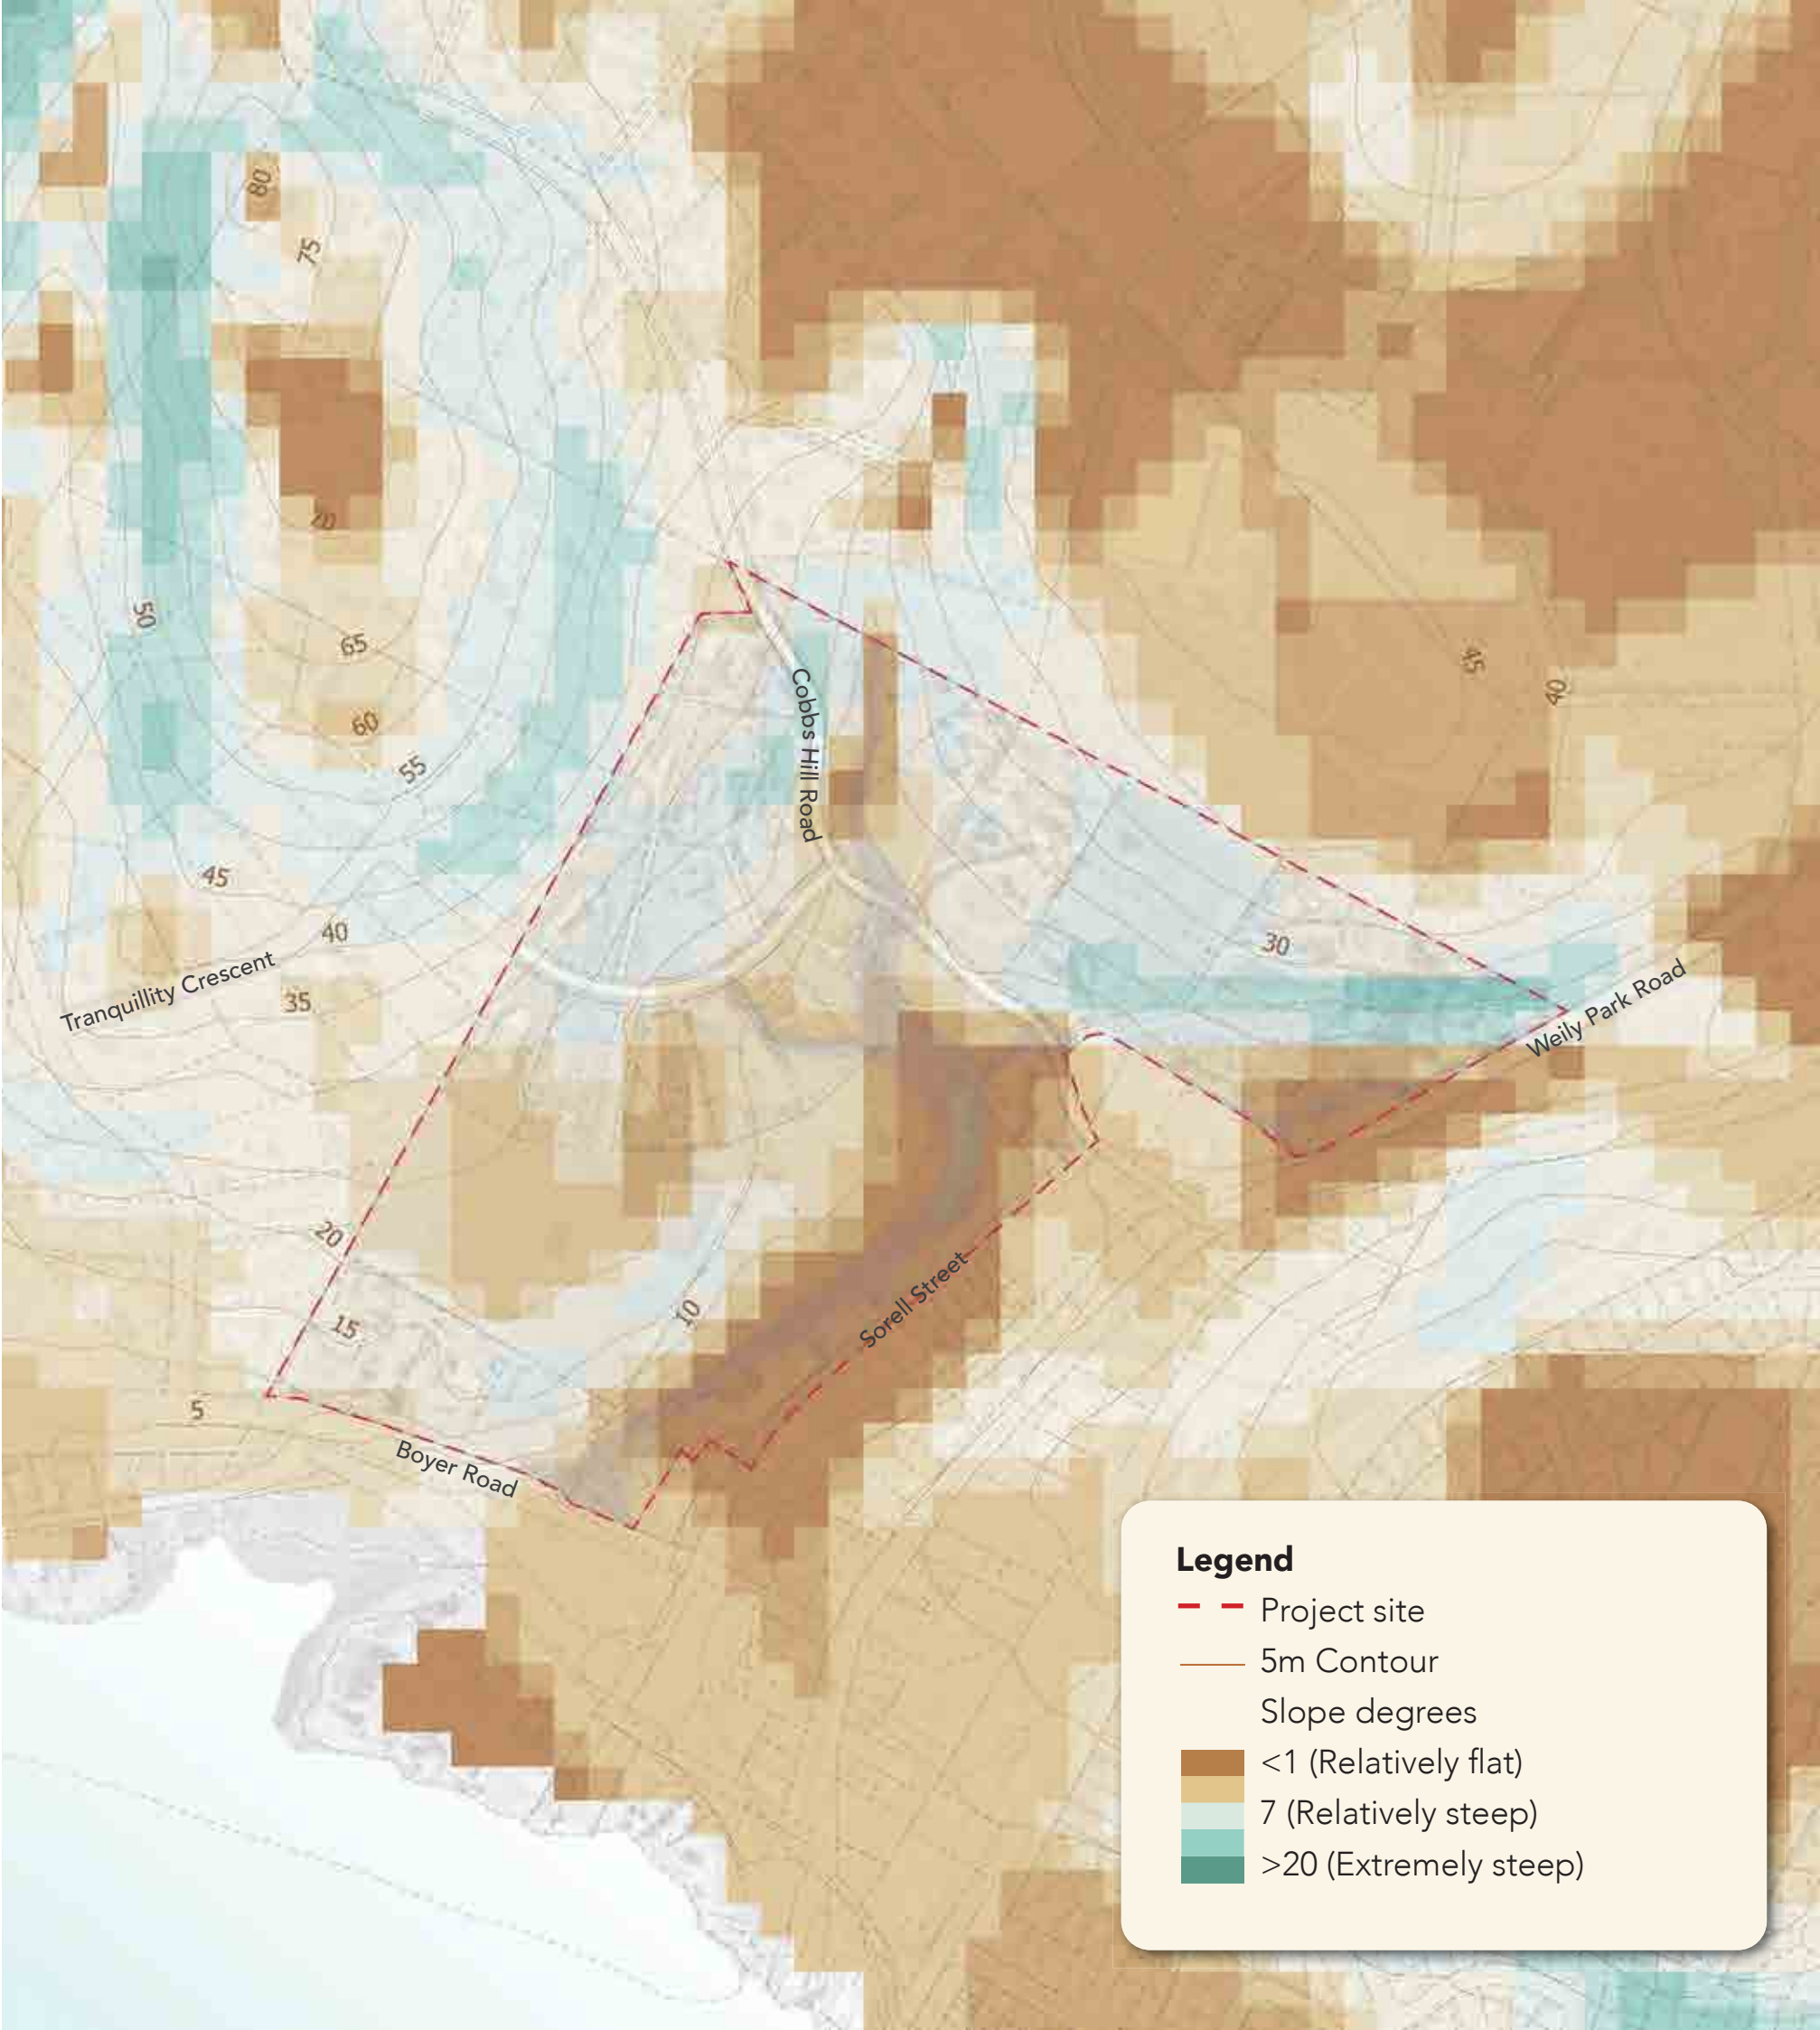 80
75
70
50
65
60
55
45
40
Cobbs Hill Road
45
40
30
35
Tranquillity Crescent
Weily Park Road
20
15
10
Sorell Street
5
Boyer Road
Legend
Project site
5m Contour
Slope degrees
<1 (Relatively flat)
7 (Relatively steep)
>20 (Extremely steep)